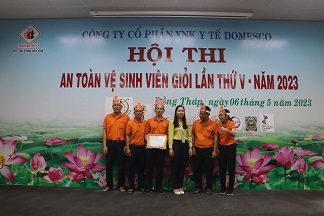 CÔNG TY CỔ PHẦN XNK Y TẾ DOMESCO
HỘI THI
AN TOÀN VỆ SINH VIÊN GIỎI LẦN THỨ V - NĂM 2023
Đồng Tháp, ngày 06 tháng 5 năm 2023